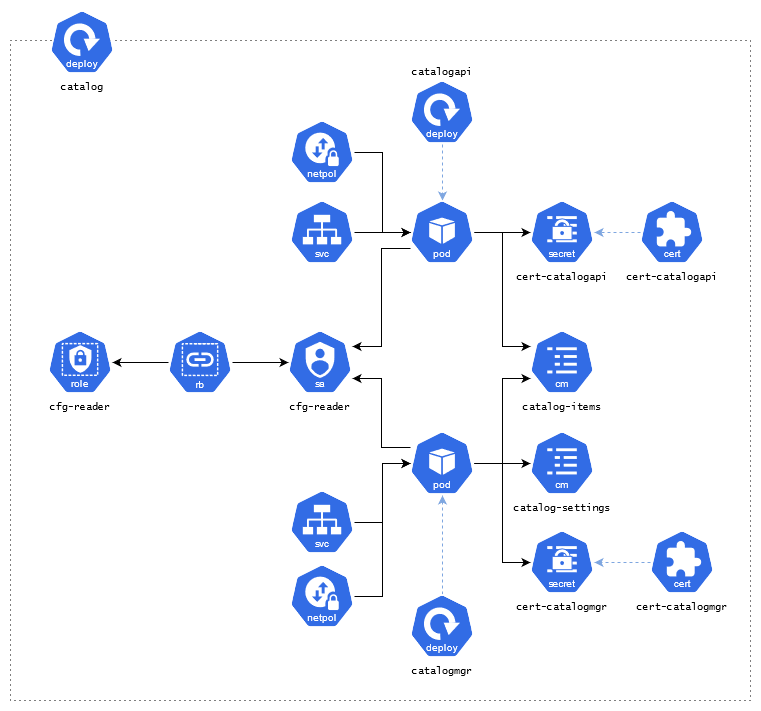 deploy
catalog
catalogapi
deploy
netpol
svc
pod
secret
cert
cert-catalogapi
cert-catalogapi
role
rb
sa
cm
cfg-reader
cfg-reader
catalog-items
pod
cm
catalog-settings
svc
secret
cert
cert-catalogmgr
cert-catalogmgr
netpol
deploy
catalogmgr